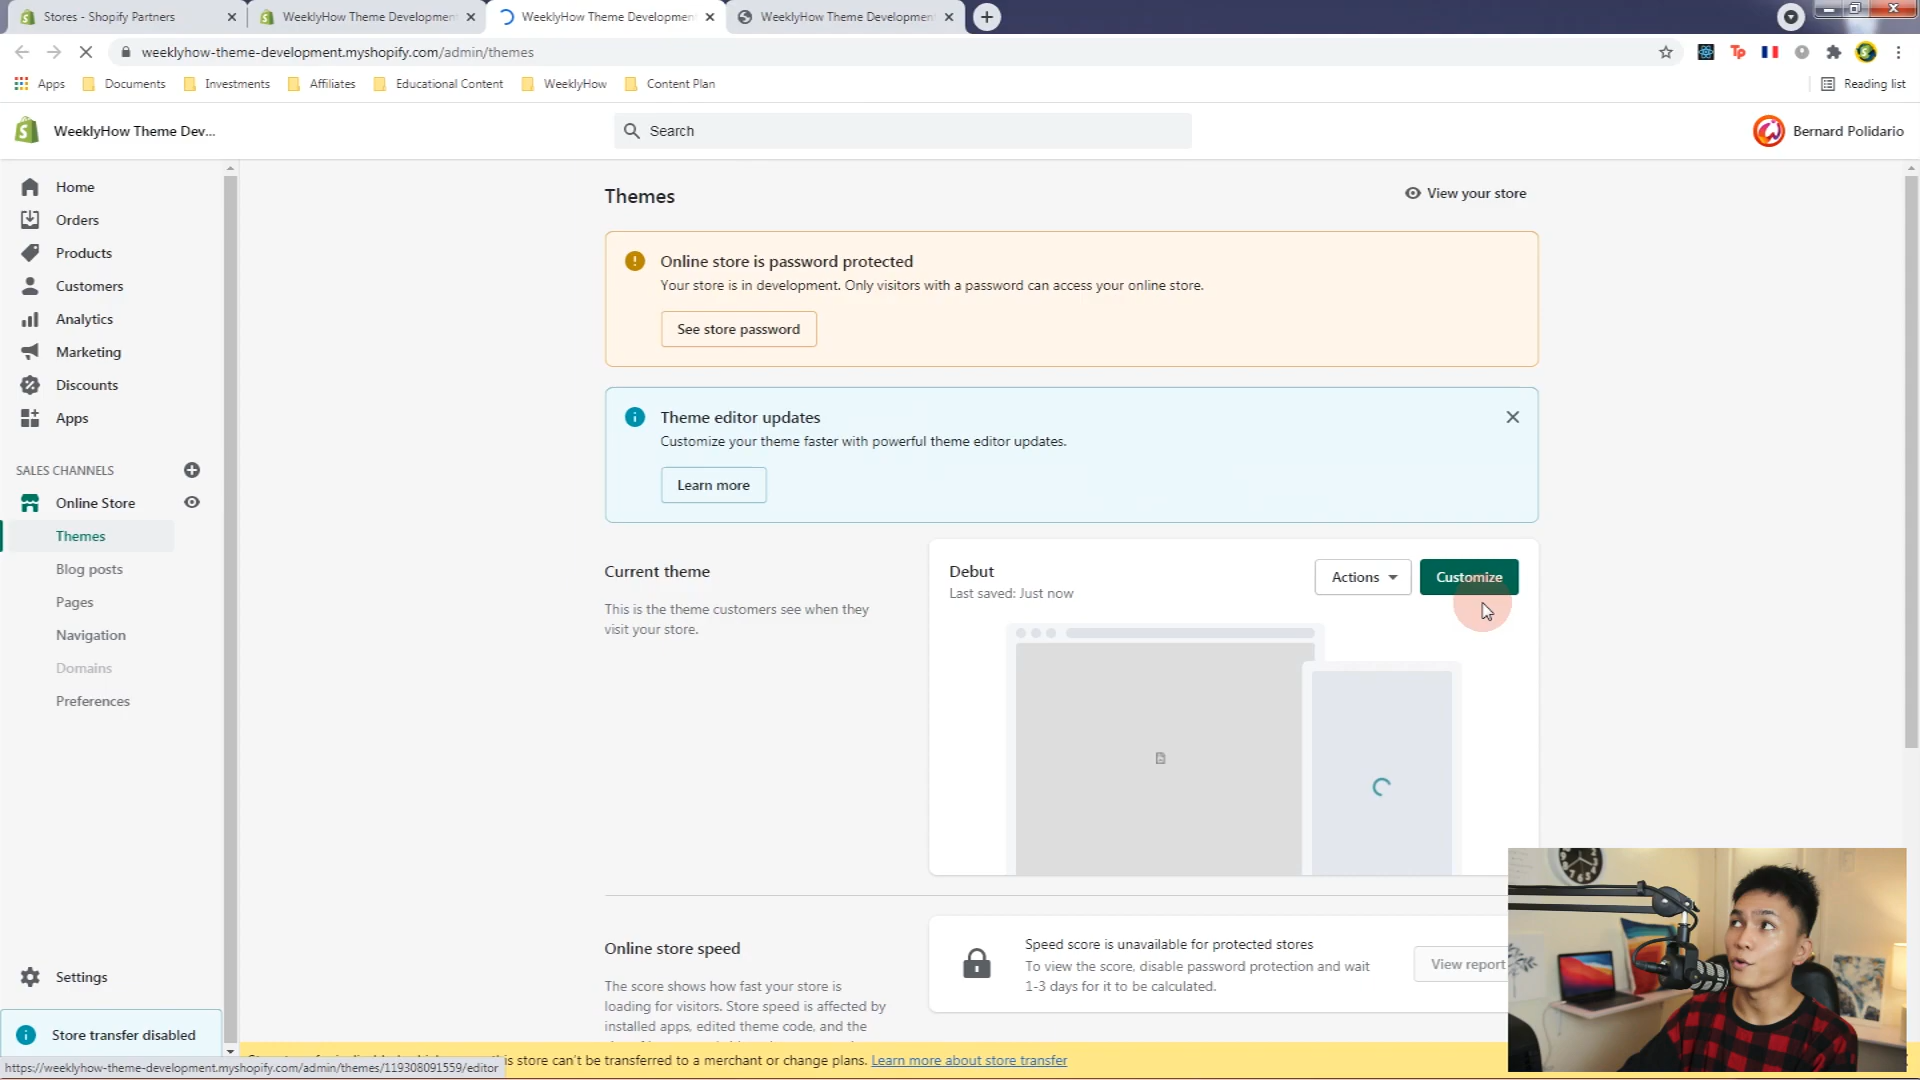 Stores - Shopify Partners
WeeklyHow Theme Development
WeeklyHow Theme Development
WeeklyHow Theme Development
weeklyhow-theme-development.myshopify.com/admin/themes
Apps
Documents
Investments
Affiliates
Educational Content
WeeklyHow
Content Plan
Reading list
WeeklyHow Theme Dev...
Search
Bernard Polidario
Home
Orders
Products
Customers
Analytics
Marketing
Discounts
Apps
SALES CHANNELS
Online Store
Themes
Blog posts
Pages
Navigation
Domains
Preferences
Settings
Store transfer disabled
Themes
View your store
Online store is password protected
Your store is in development. Only visitors with a password can access your online store.
See store password
Theme editor updates
Customize your theme faster with powerful theme editor updates.
Learn more
Current theme
This is the theme customers see when they
visit your store.
Debut
Last saved: Just now
Actions
Customize
Online store speed
The score shows how fast your store is
loading for visitors. Store speed is affected by
installed apps, edited theme code, and the
Speed score is unavailable for protected stores
To view the score, disable password protection and wait
1-3 days for it to be calculated.
View report
this store can't be transferred to a merchant or change plans. Learn more about store transfer
https://weeklyhow-theme-development.myshopify.com/admin/themes/119308091559/editor